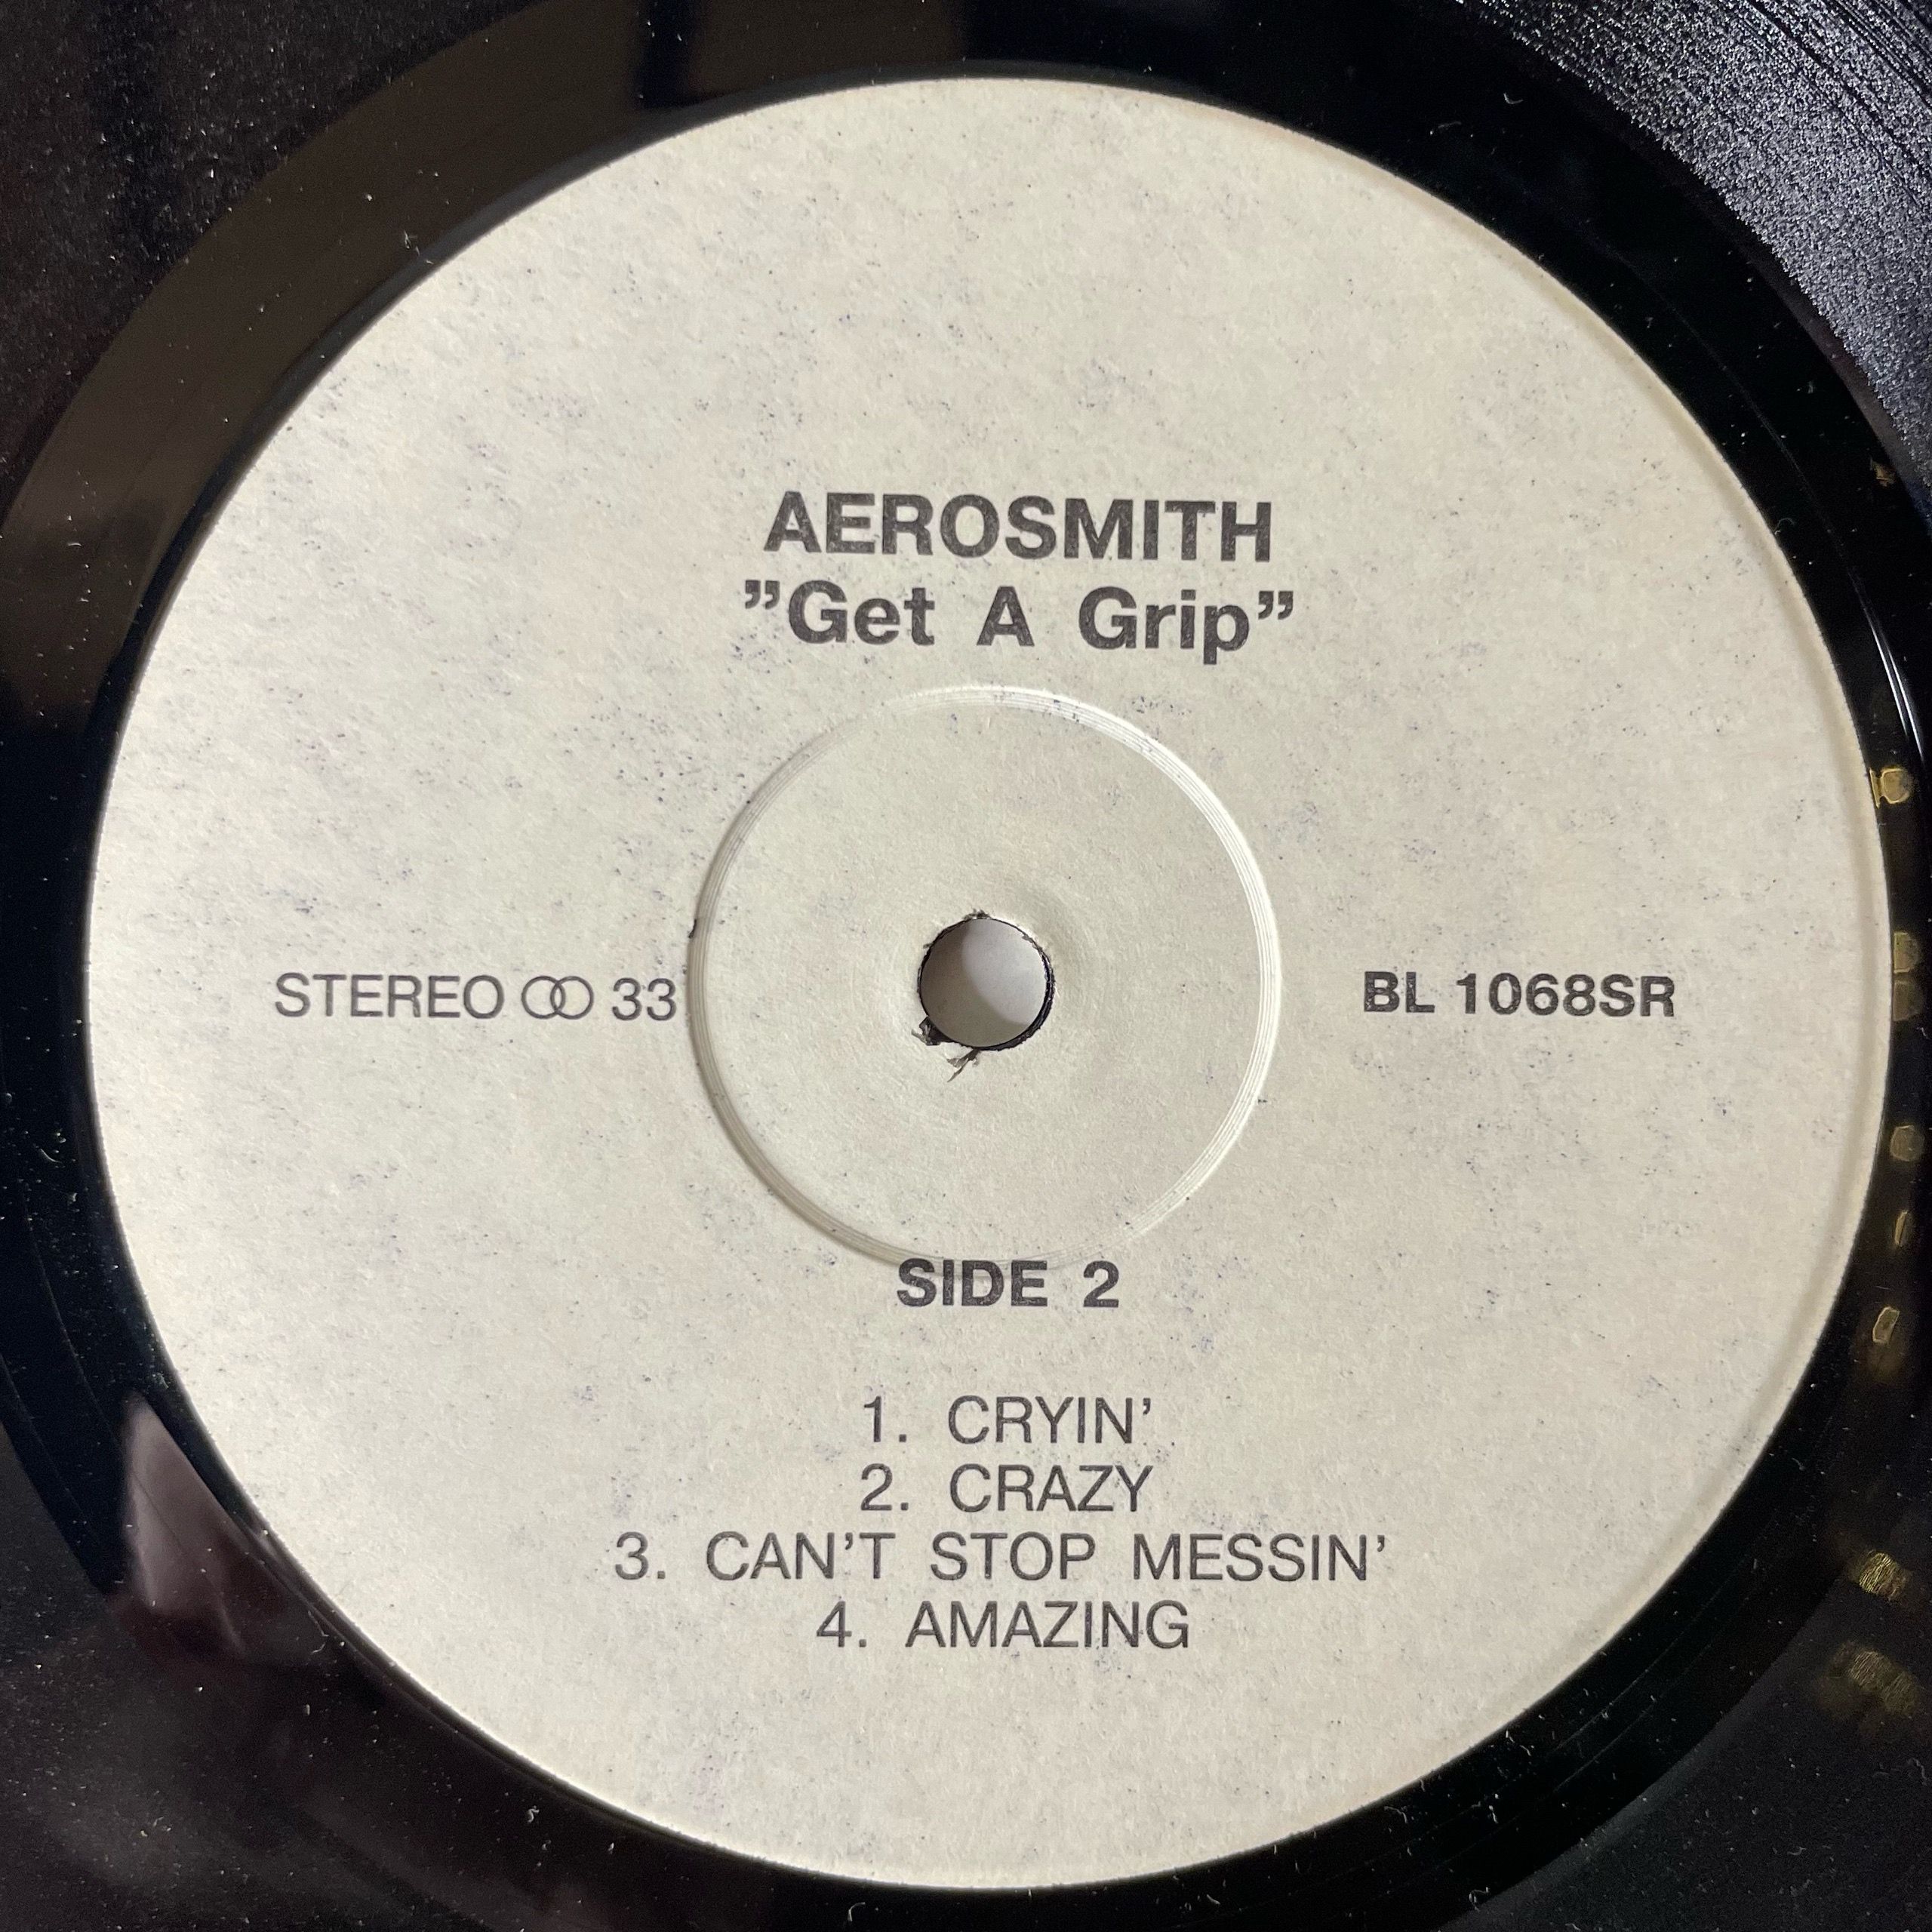 AEROSMITH
”Get A Grip”
STEREO ꝏ 33
BL 1068SR
SIDE 2
1. CRYIN’
2. CRAZY
3. CAN’T STOP MESSIN’
4. AMAZING